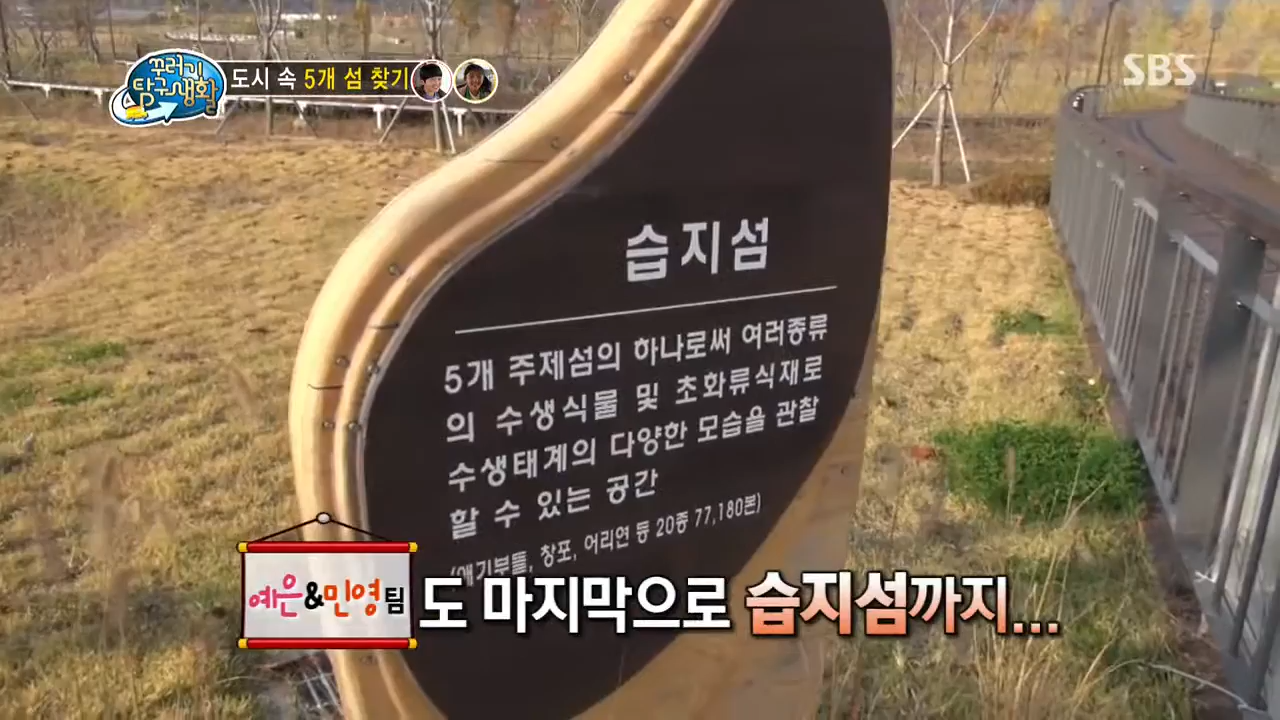 꾸러기
탐구생활
도시 속 5개 섬 찾기
SBS
습지섬
5개 주제섬의 하나로써 여러종류
의 수생식물 및 초화류식재로
수생태계의 다양한 모습을 관찰
할 수 있는 공간
(애기부들, 창포, 어리연 등 20종 77,180본)
예은&민영팀도 마지막으로 습지섬까지...